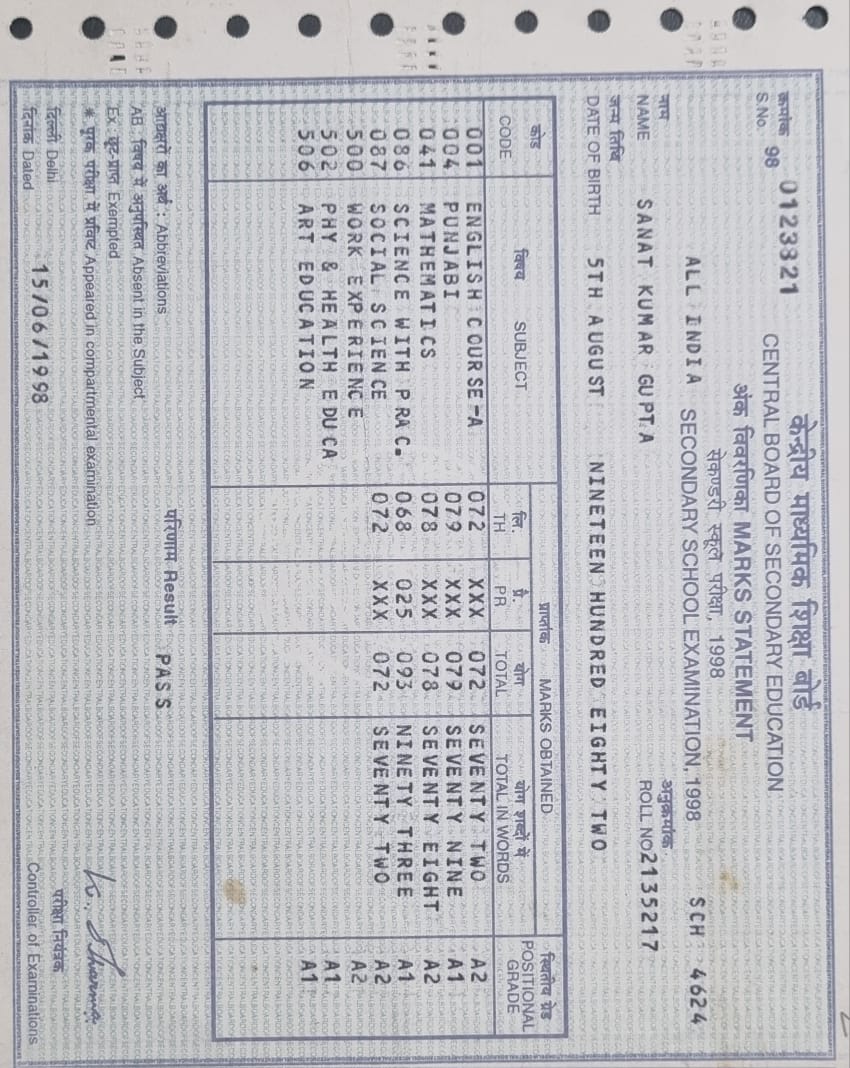 क्रमांक
S.No. 98 0123321
केन्द्रीय माध्यमिक शिक्षा बोर्ड
CENTRAL BOARD OF SECONDARY EDUCATION
अंक विवरणिका MARKS STATEMENT
सेकण्डरी स्कूल परीक्षा, 1998
ALL INDIA SECONDARY SCHOOL EXAMINATION, 1998 SCH 4624
नाम अनुक्रमांक
NAME SANAT KUMAR GUPTA ROLL NO 2135217
जन्म तिथि
DATE OF BIRTH 5TH AUGUST NINETEEN HUNDRED EIGHTY TWO
प्राप्तांक MARKS OBTAINED
कोड विषय लि. प्रै. योग योग शब्दों में स्थितीय ग्रेड
CODE SUBJECT TH PR TOTAL TOTAL IN WORDS POSITIONAL GRADE
001 ENGLISH COURSE-A 072 XXX 072 SEVENTY TWO A2
004 PUNJABI 079 XXX 079 SEVENTY NINE A1
041 MATHEMATICS 078 XXX 078 SEVENTY EIGHT A2
086 SCIENCE WITH PRAC. 068 025 093 NINETY THREE A1
087 SOCIAL SCIENCE 072 XXX 072 SEVENTY TWO A2
500 WORK EXPERIENCE A2
502 PHY & HEALTH EDUCA A1
506 ART EDUCATION A1
आद्यक्षरों का अर्थ : Abbreviations परिणाम Result PASS
AB : विषय में अनुपस्थित Absent in the Subject
Ex : छूट प्राप्त Exempted
* पूरक परीक्षा में प्रविष्ट Appeared in compartmental examination
दिल्ली Delhi
दिनांक Dated 15/06/1998
K. Sharma
परीक्षा नियंत्रक
Controller of Examinations